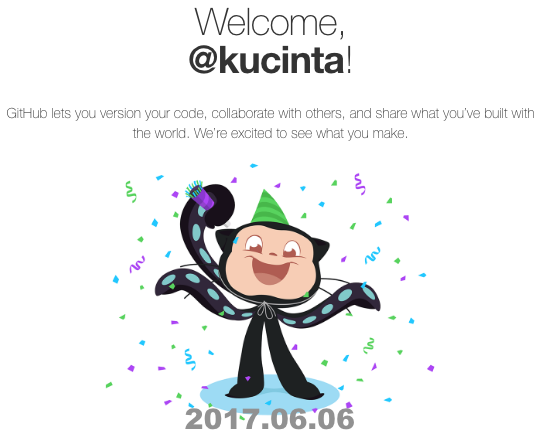 Welcome,
@kucinta!
GitHub lets you version your code, collaborate with others, and share what you’ve built with
the world. We’re excited to see what you make.
2017.06.06